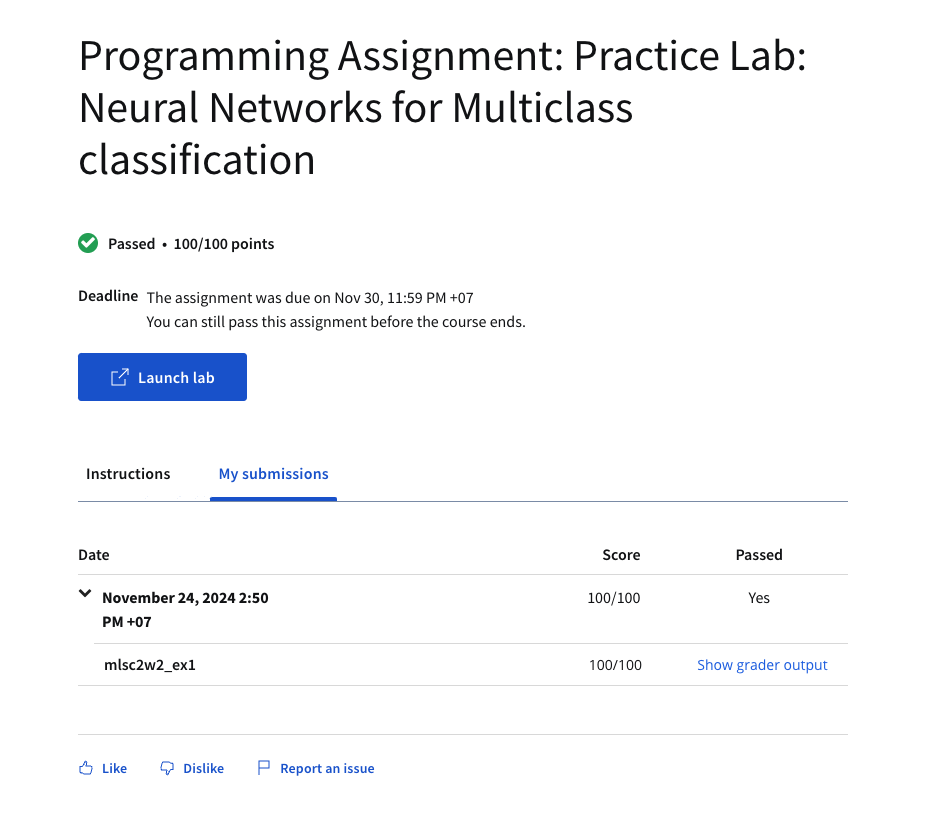 Programming Assignment: Practice Lab:
Neural Networks for Multiclass
classification
Passed • 100/100 points
Deadline The assignment was due on Nov 30, 11:59 PM +07
You can still pass this assignment before the course ends.
Launch lab
Instructions My submissions
Date Score Passed
November 24, 2024 2:50 100/100 Yes
PM +07
mlsc2w2_ex1 100/100 Show grader output
Like Dislike Report an issue